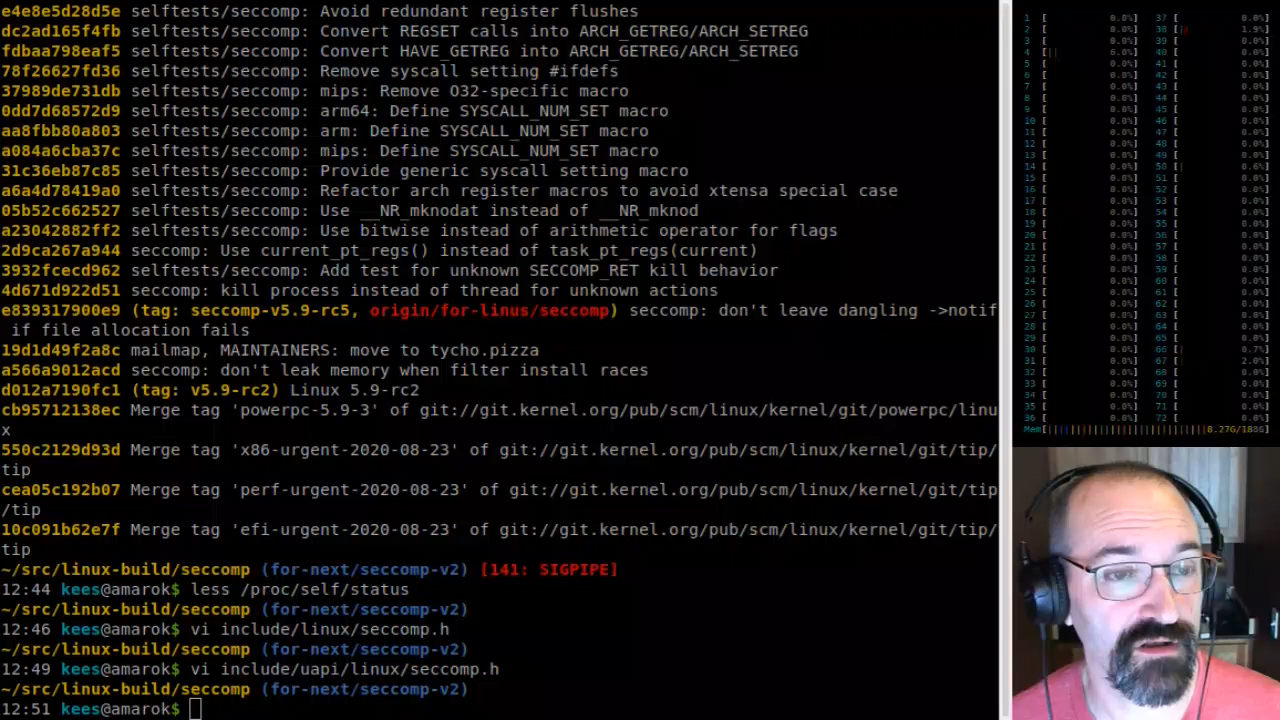 e4e8e5d28d5e selftests/seccomp: Avoid redundant register flushes
dc2ad165f4fb selftests/seccomp: Convert REGSET calls into ARCH_GETREG/ARCH_SETREG
fdbaa798eaf5 selftests/seccomp: Convert HAVE_GETREG into ARCH_GETREG/ARCH_SETREG
78f26627fd36 selftests/seccomp: Remove syscall setting #ifdefs
37989de731db selftests/seccomp: mips: Remove O32-specific macro
0dd7d68572d9 selftests/seccomp: arm64: Define SYSCALL_NUM_SET macro
aa8fbb80a803 selftests/seccomp: arm: Define SYSCALL_NUM_SET macro
a084a6cba37c selftests/seccomp: mips: Define SYSCALL_NUM_SET macro
31c36eb87c85 selftests/seccomp: Provide generic syscall setting macro
a6a4d78419a0 selftests/seccomp: Refactor arch register macros to avoid xtensa special case
05b52c662527 selftests/seccomp: Use __NR_mknodat instead of __NR_mknod
a23042882ff2 selftests/seccomp: Use bitwise instead of arithmetic operator for flags
2d9ca267a944 seccomp: Use current_pt_regs() instead of task_pt_regs(current)
3932fcecd962 selftests/seccomp: Add test for unknown SECCOMP_RET kill behavior
4d671d922d51 seccomp: kill process instead of thread for unknown actions
e839317900e9 (tag: seccomp-v5.9-rc5, origin/for-linus/seccomp) seccomp: don't leave dangling ->notif
if file allocation fails
19d1d49f2a8c mailmap, MAINTAINERS: move to tycho.pizza
a566a9012acd seccomp: don't leak memory when filter install races
d012a7190fc1 (tag: v5.9-rc2) Linux 5.9-rc2
cb95712138ec Merge tag 'powerpc-5.9-3' of git://git.kernel.org/pub/scm/linux/kernel/git/powerpc/linu
x
550c2129d93d Merge tag 'x86-urgent-2020-08-23' of git://git.kernel.org/pub/scm/linux/kernel/git/tip/
tip
cea05c192b07 Merge tag 'perf-urgent-2020-08-23' of git://git.kernel.org/pub/scm/linux/kernel/git/tip
/tip
10c091b62e7f Merge tag 'efi-urgent-2020-08-23' of git://git.kernel.org/pub/scm/linux/kernel/git/tip/
tip
~/src/linux-build/seccomp (for-next/seccomp-v2) [141: SIGPIPE]
12:44 kees@amarok$ less /proc/self/status
~/src/linux-build/seccomp (for-next/seccomp-v2)
12:46 kees@amarok$ vi include/linux/seccomp.h
~/src/linux-build/seccomp (for-next/seccomp-v2)
12:49 kees@amarok$ vi include/uapi/linux/seccomp.h
~/src/linux-build/seccomp (for-next/seccomp-v2)
12:51 kees@amarok$